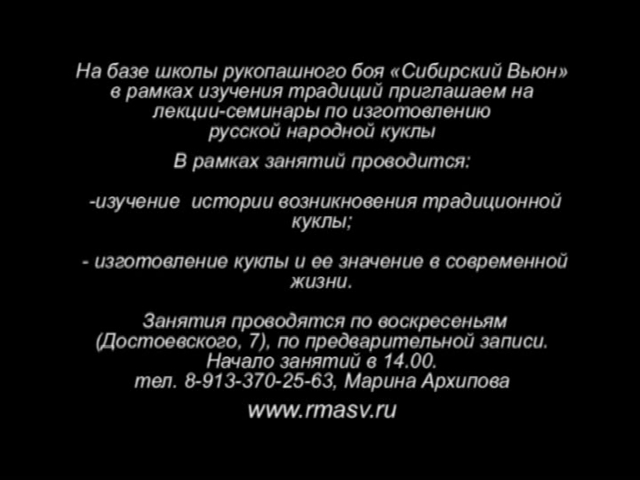 На базе школы рукопашного боя «Сибирский Вьюн»
в рамках изучения традиций приглашаем на
лекции-семинары по изготовлению
русской народной куклы
В рамках занятий проводится:
-изучение  истории возникновения традиционной
куклы;
- изготовление куклы и ее значение в современной
жизни.
Занятия проводятся по воскресеньям
(Достоевского, 7), по предварительной записи.
Начало занятий в 14.00.
тел. 8-913-370-25-63, Марина Архипова
www.rmasv.ru